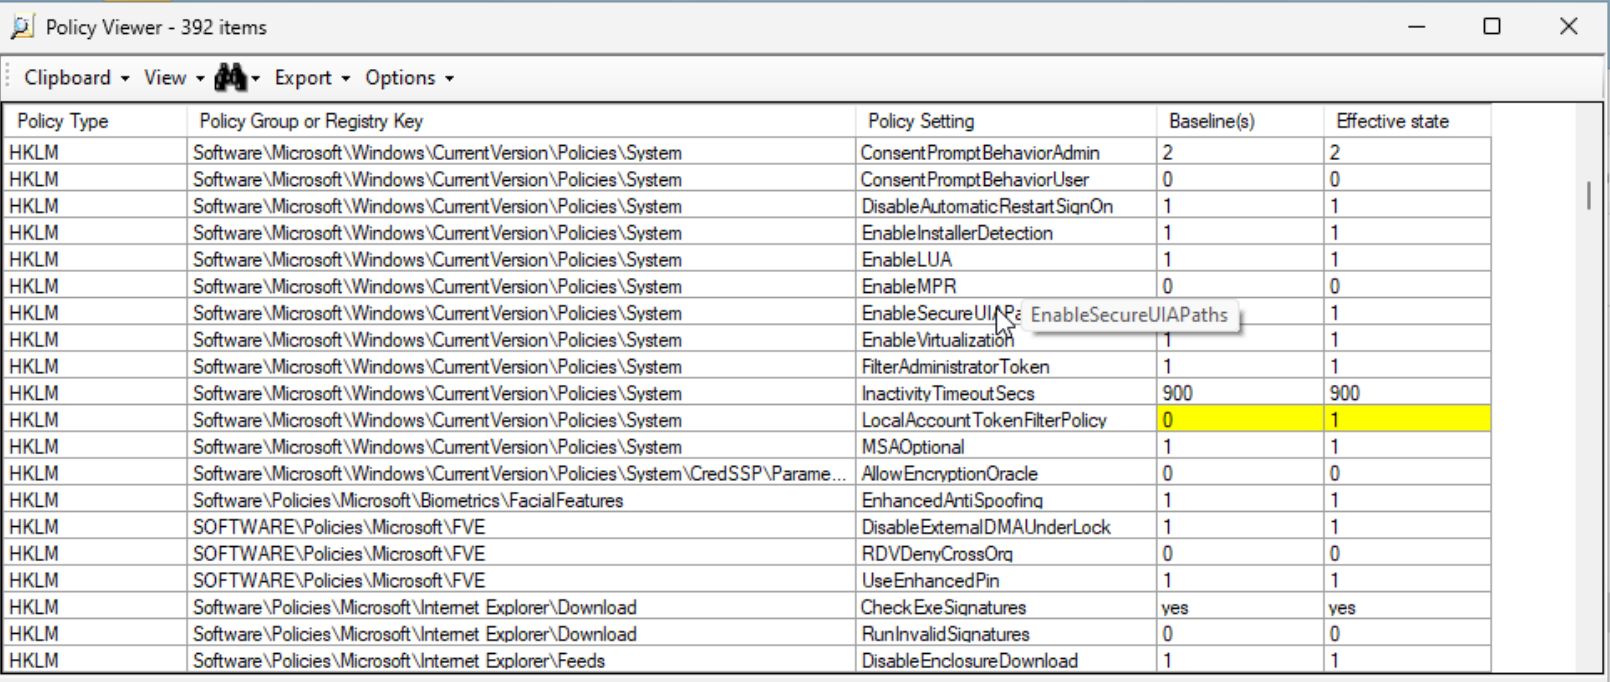 Policy Viewer - 392 items
Clipboard View Export Options
Policy Type Policy Group or Registry Key Policy Setting Baseline(s) Effective state
HKLM Software\Microsoft\Windows\CurrentVersion\Policies\System ConsentPromptBehaviorAdmin 2 2
HKLM Software\Microsoft\Windows\CurrentVersion\Policies\System ConsentPromptBehaviorUser 0 0
HKLM Software\Microsoft\Windows\CurrentVersion\Policies\System DisableAutomaticRestartSignOn 1 1
HKLM Software\Microsoft\Windows\CurrentVersion\Policies\System EnableInstallerDetection 1 1
HKLM Software\Microsoft\Windows\CurrentVersion\Policies\System EnableLUA 1 1
HKLM Software\Microsoft\Windows\CurrentVersion\Policies\System EnableMPR 0 0
HKLM Software\Microsoft\Windows\CurrentVersion\Policies\System EnableSecureUIAPa EnableSecureUIAPaths 1
HKLM Software\Microsoft\Windows\CurrentVersion\Policies\System EnableVirtualization 1 1
HKLM Software\Microsoft\Windows\CurrentVersion\Policies\System FilterAdministratorToken 1 1
HKLM Software\Microsoft\Windows\CurrentVersion\Policies\System InactivityTimeoutSecs 900 900
HKLM Software\Microsoft\Windows\CurrentVersion\Policies\System LocalAccountTokenFilterPolicy 0 1
HKLM Software\Microsoft\Windows\CurrentVersion\Policies\System MSAOptional 1 1
HKLM Software\Microsoft\Windows\CurrentVersion\Policies\System\CredSSP\Parame... AllowEncryptionOracle 0 0
HKLM Software\Policies\Microsoft\Biometrics\FacialFeatures EnhancedAntiSpoofing 1 1
HKLM SOFTWARE\Policies\Microsoft\FVE DisableExternalDMAUnderLock 1 1
HKLM SOFTWARE\Policies\Microsoft\FVE RDVDenyCrossOrg 0 0
HKLM SOFTWARE\Policies\Microsoft\FVE UseEnhancedPin 1 1
HKLM Software\Policies\Microsoft\Internet Explorer\Download CheckExeSignatures yes yes
HKLM Software\Policies\Microsoft\Internet Explorer\Download RunInvalidSignatures 0 0
HKLM Software\Policies\Microsoft\Internet Explorer\Feeds DisableEnclosureDownload 1 1